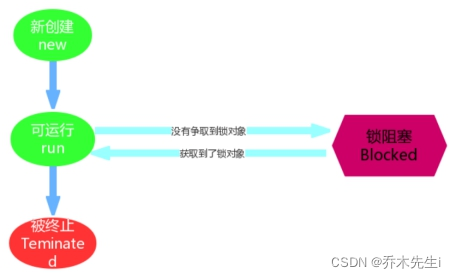 新创建
new
可运行
run
没有争取到锁对象
获取到了锁对象
锁阻塞
Blocked
被终止
Teminate
d
CSDN @乔木先生i